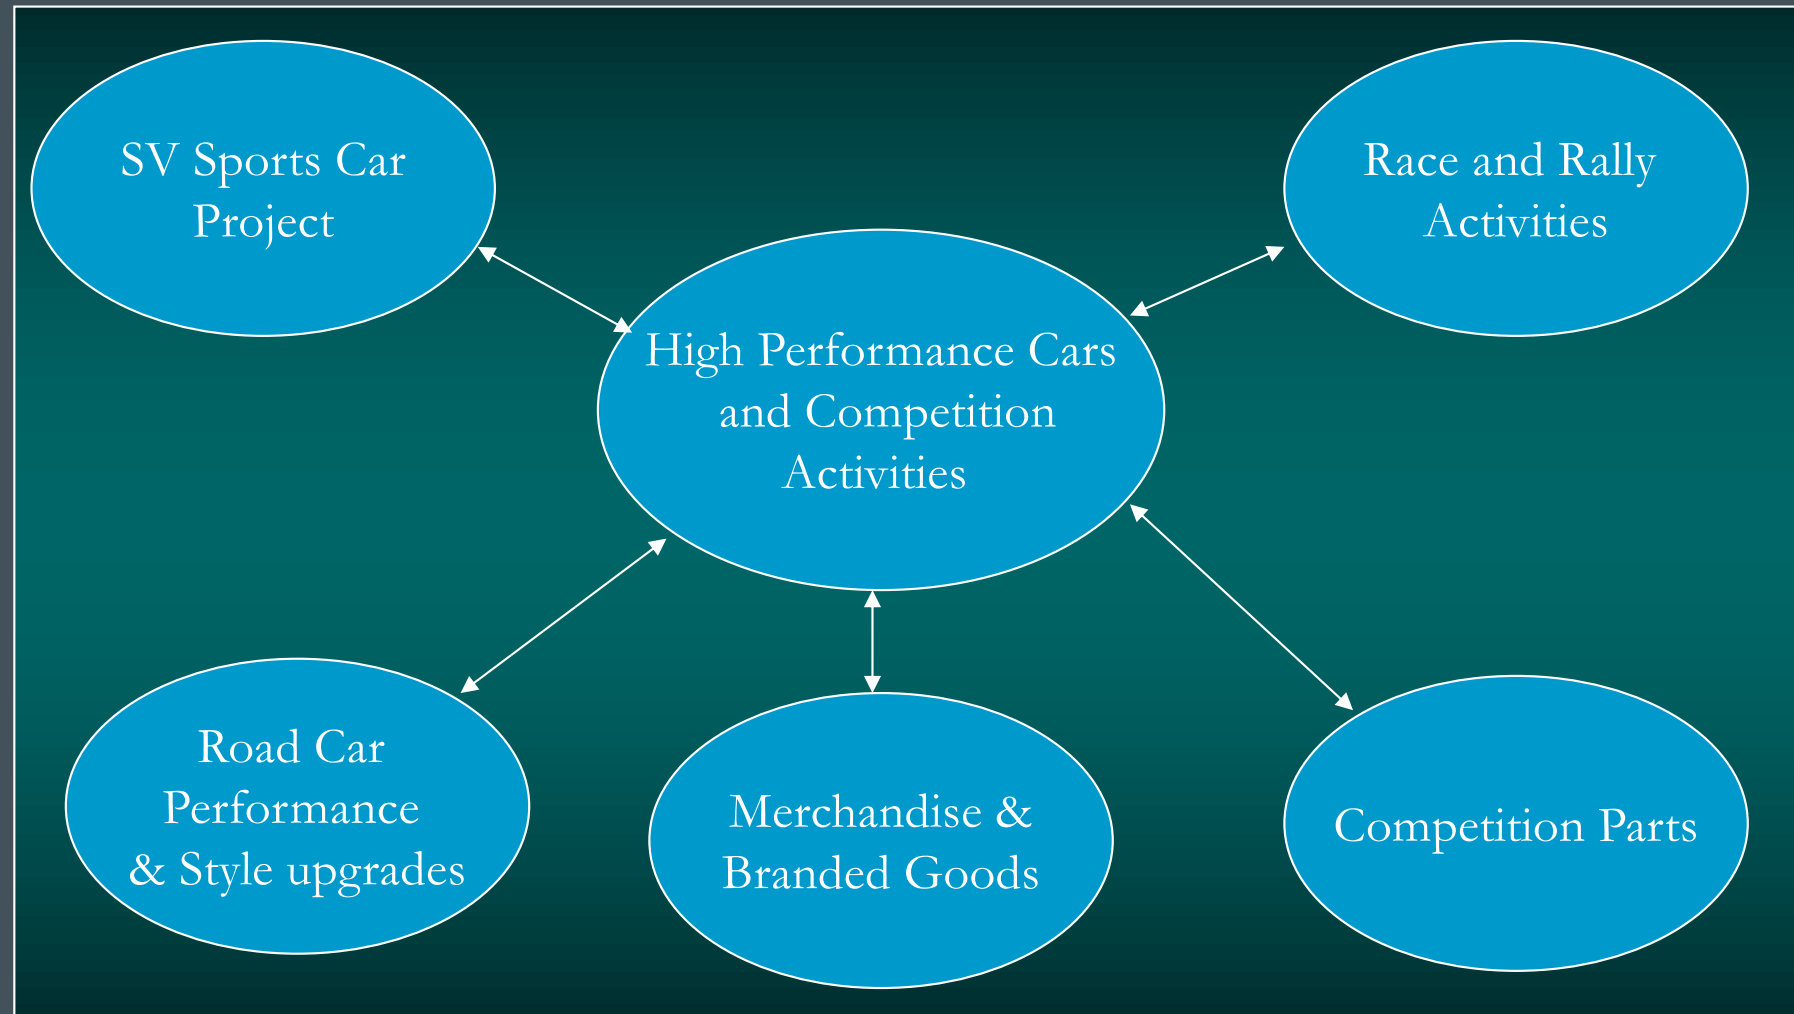 SV Sports Car
Project
Race and Rally
Activities
High Performance Cars
and Competition
Activities
Road Car
Performance
& Style upgrades
Merchandise &
Branded Goods
Competition Parts